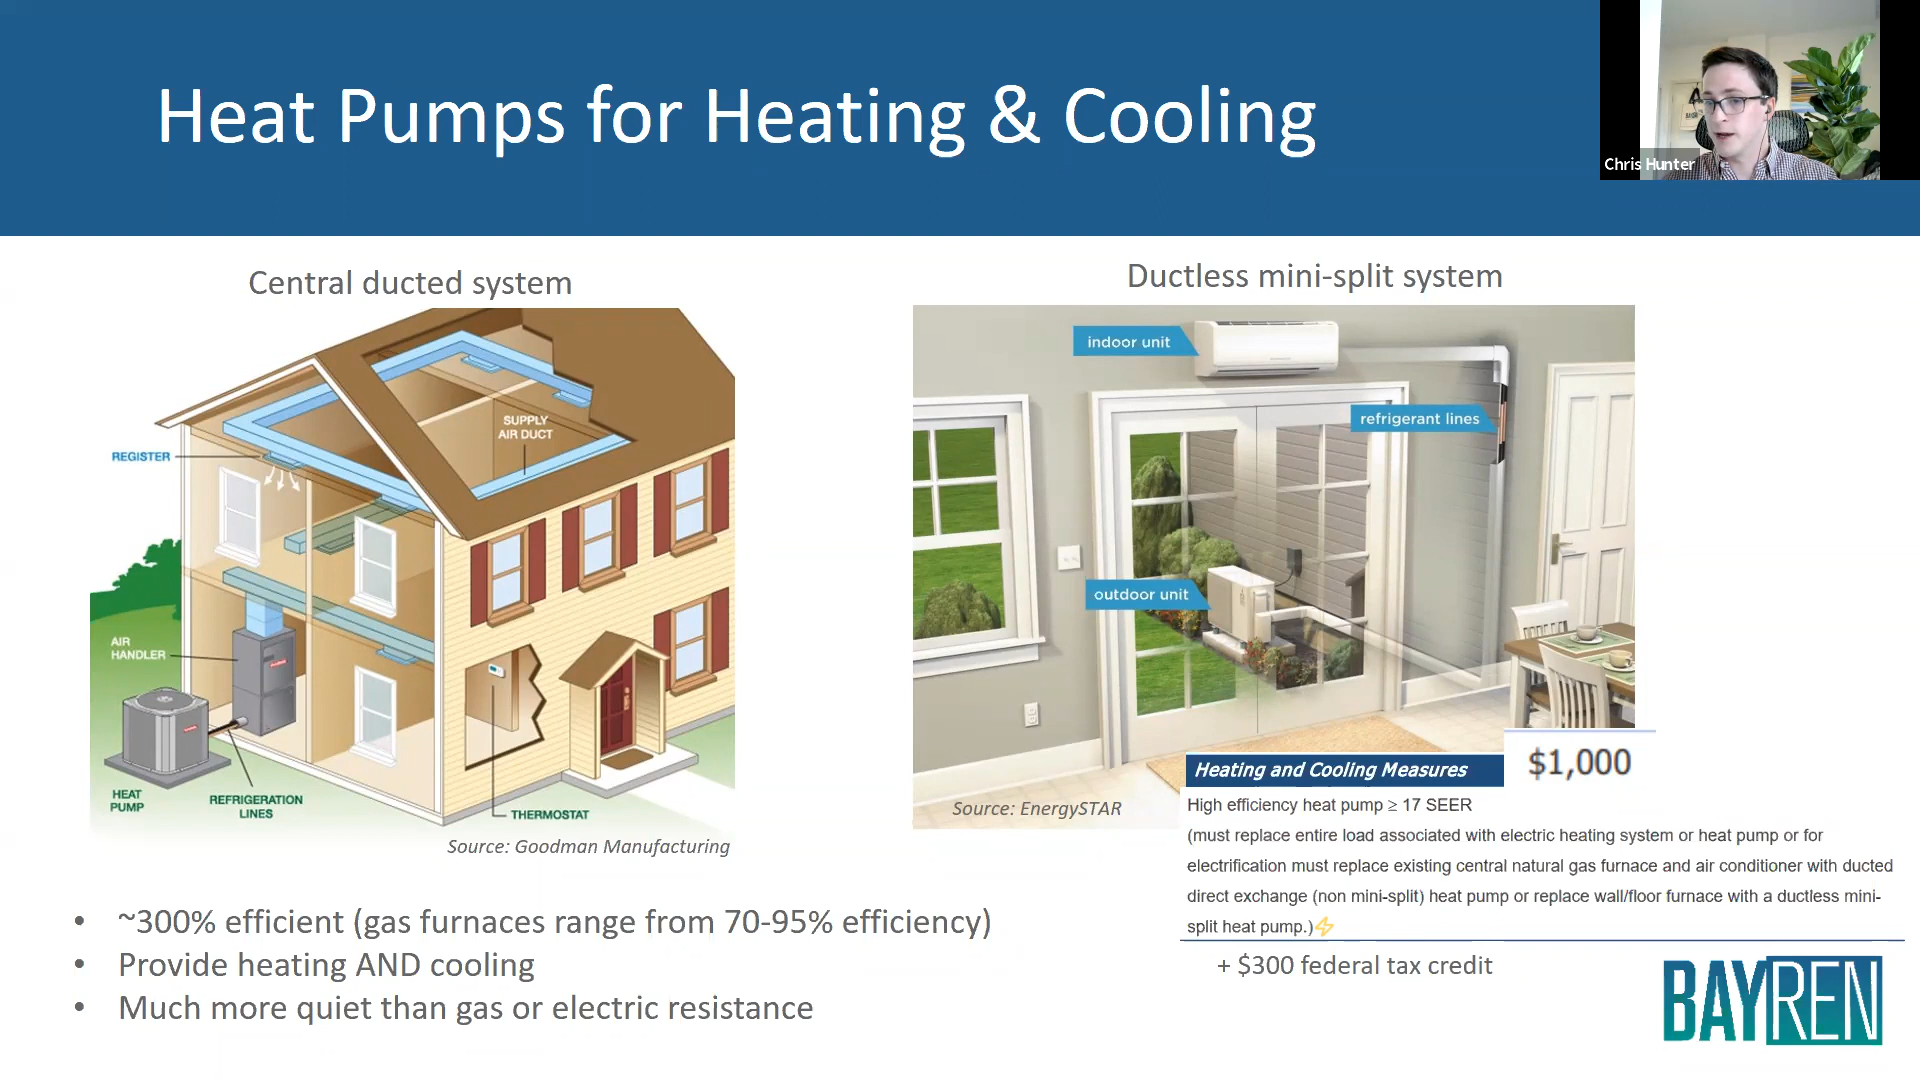 Heat Pumps for Heating & Cooling
Chris Hunter
Central ducted system
REGISTER
SUPPLY
AIR DUCT
AIR
HANDLER
HEAT
PUMP
REFRIGERATION
LINES
THERMOSTAT
Source: Goodman Manufacturing
Ductless mini-split system
indoor unit
refrigerant lines
outdoor unit
Source: EnergySTAR
Heating and Cooling Measures
$1,000
High efficiency heat pump ≥ 17 SEER
(must replace entire load associated with electric heating system or heat pump or for
electrification must replace existing central natural gas furnace and air conditioner with ducted
direct exchange (non mini-split) heat pump or replace wall/floor furnace with a ductless mini-
split heat pump.)⚡
+ $300 federal tax credit
• ~300% efficient (gas furnaces range from 70-95% efficiency)
• Provide heating AND cooling
• Much more quiet than gas or electric resistance
BAYREN